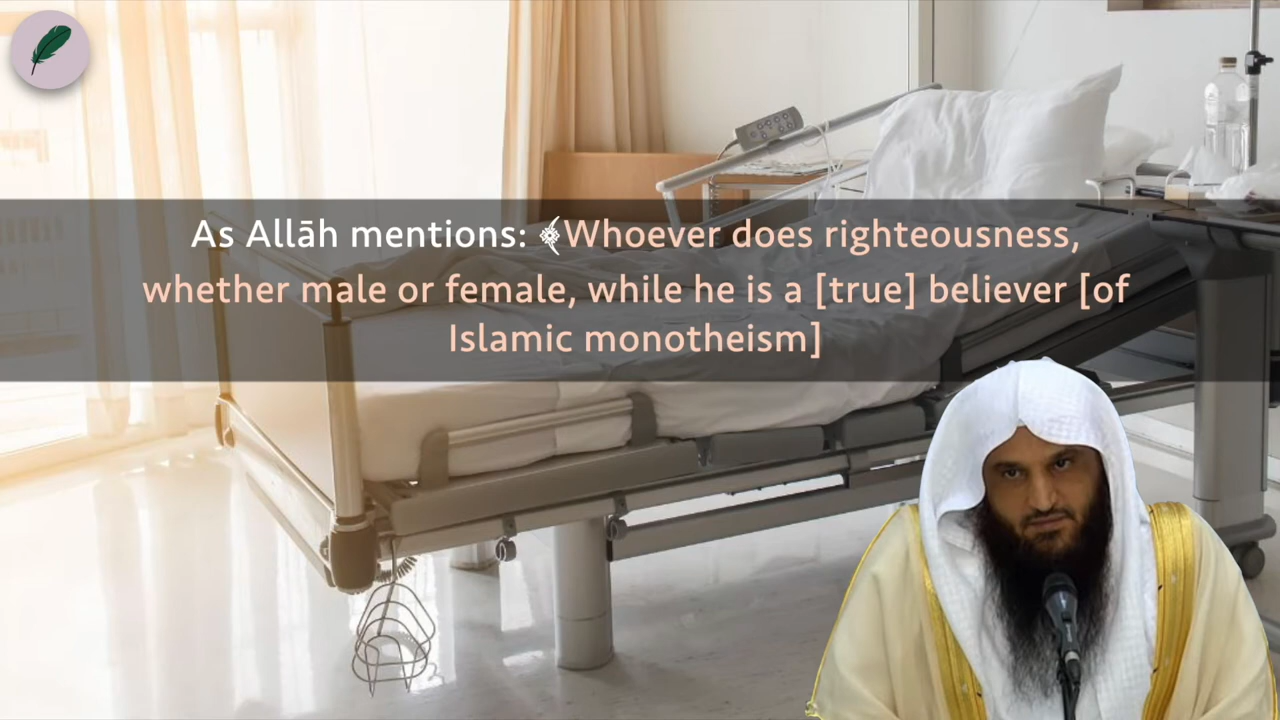 As Allāh mentions: ﴾Whoever does righteousness,
whether male or female, while he is a [true] believer [of
Islamic monotheism]